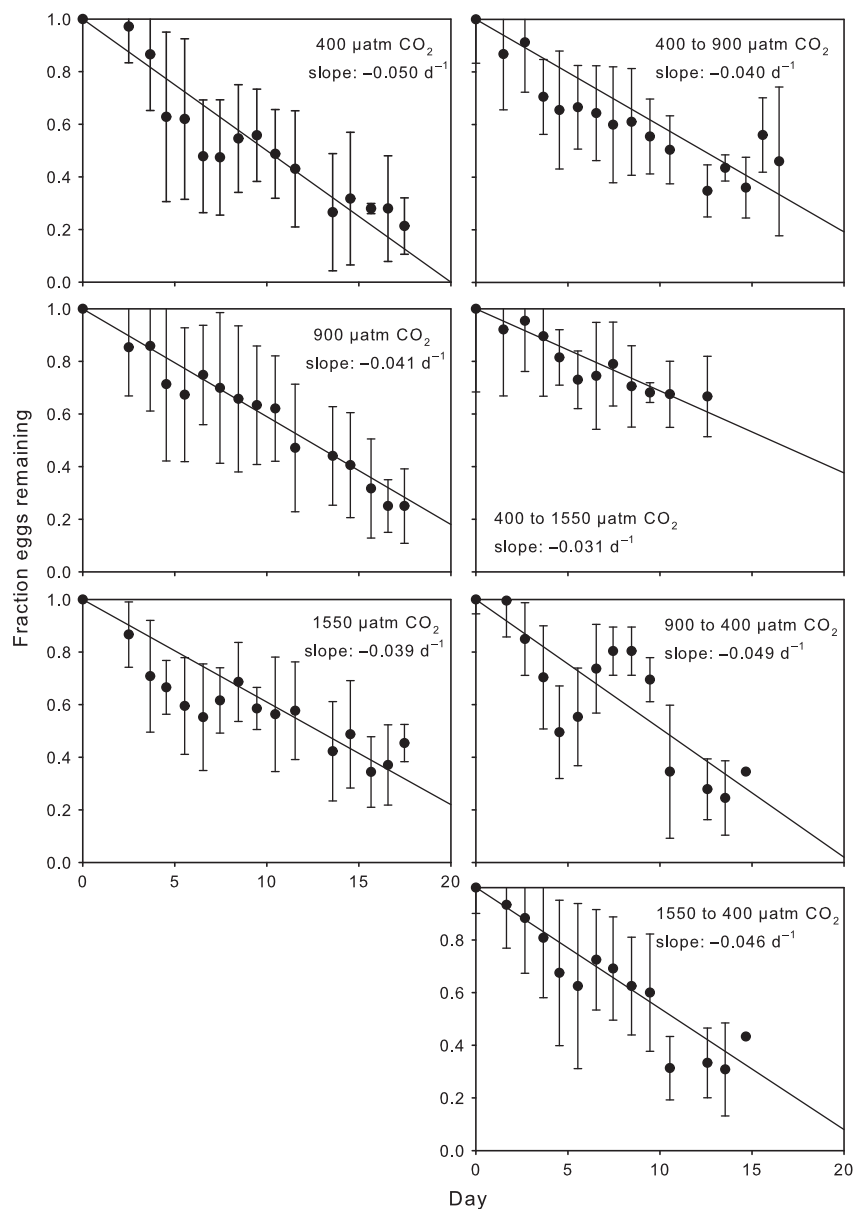 1.0
0.8
0.6
0.4
0.2
0.0
400 µatm CO₂
slope: −0.050 d⁻¹
400 to 900 µatm CO₂
slope: −0.040 d⁻¹
1.0
0.8
0.6
0.4
0.2
0.0
900 µatm CO₂
slope: −0.041 d⁻¹
400 to 1550 µatm CO₂
slope: −0.031 d⁻¹
Fraction eggs remaining
1.0
0.8
0.6
0.4
0.2
0.0
0 5 10 15 20
1550 µatm CO₂
slope: −0.039 d⁻¹
900 to 400 µatm CO₂
slope: −0.049 d⁻¹
0.8
0.6
0.4
0.2
0.0
0 5 10 15 20
1550 to 400 µatm CO₂
slope: −0.046 d⁻¹
Day